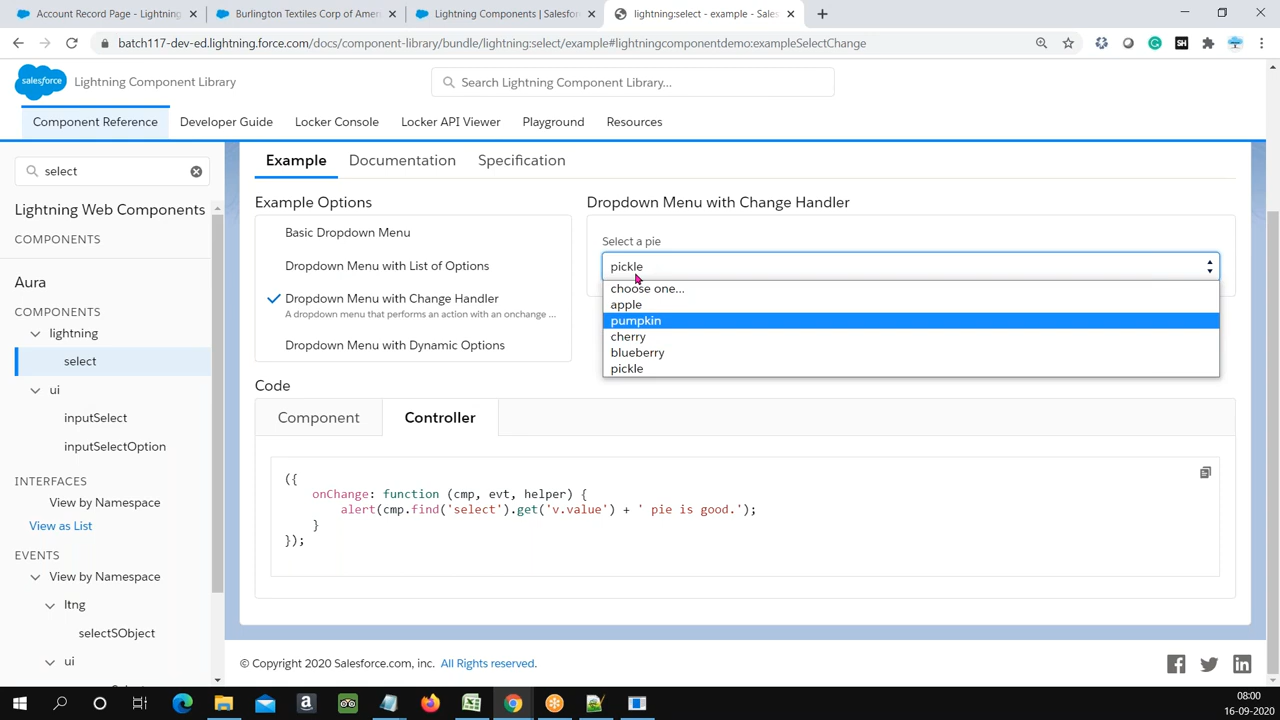 Account Record Page - Lightning
Burlington Textiles Corp of Amer
Lightning Components | Salesfor
lightning:select - example - Sales
batch117-dev-ed.lightning.force.com/docs/component-library/bundle/lightning:select/example#lightningcomponentdemo:exampleSelectChange
salesforce
Lightning Component Library
Search Lightning Component Library...
Component Reference
Developer Guide
Locker Console
Locker API Viewer
Playground
Resources
select
Lightning Web Components
COMPONENTS
Aura
COMPONENTS
lightning
select
ui
inputSelect
inputSelectOption
INTERFACES
View by Namespace
View as List
EVENTS
View by Namespace
ltng
selectSObject
ui
Example
Documentation
Specification
Example Options
Basic Dropdown Menu
Dropdown Menu with List of Options
Dropdown Menu with Change Handler
A dropdown menu that performs an action with an onchange ...
Dropdown Menu with Dynamic Options
Dropdown Menu with Change Handler
Select a pie
pickle
choose one...
apple
pumpkin
cherry
blueberry
pickle
Code
Component
Controller
({
onChange: function (cmp, evt, helper) {
alert(cmp.find('select').get('v.value') + ' pie is good.');
}
});
© Copyright 2020 Salesforce.com, inc. All Rights reserved.
SH
08:00
16-09-2020